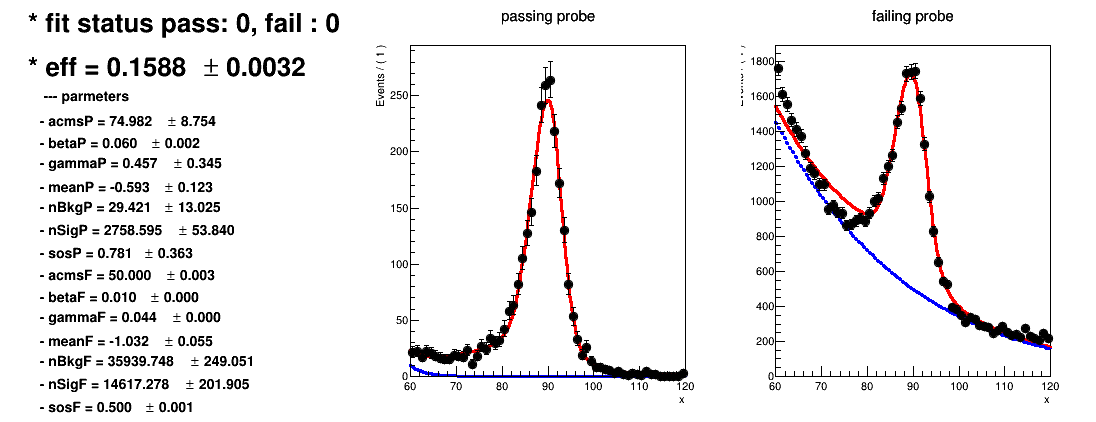 * fit status pass: 0, fail : 0
* eff = 0.1588 ± 0.0032
--- parmeters
- acmsP = 74.982 ± 8.754
- betaP = 0.060 ± 0.002
- gammaP = 0.457 ± 0.345
- meanP = -0.593 ± 0.123
- nBkgP = 29.421 ± 13.025
- nSigP = 2758.595 ± 53.840
- sosP = 0.781 ± 0.363
- acmsF = 50.000 ± 0.003
- betaF = 0.010 ± 0.000
- gammaF = 0.044 ± 0.000
- meanF = -1.032 ± 0.055
- nBkgF = 35939.748 ± 249.051
- nSigF = 14617.278 ± 201.905
- sosF = 0.500 ± 0.001
passing probe
Events / ( 1 )
250
200
150
100
50
0
60 70 80 90 100 110 120
x
failing probe
Events / ( 1 )
1800
1600
1400
1200
1000
800
600
400
200
0
60 70 80 90 100 110 120
x